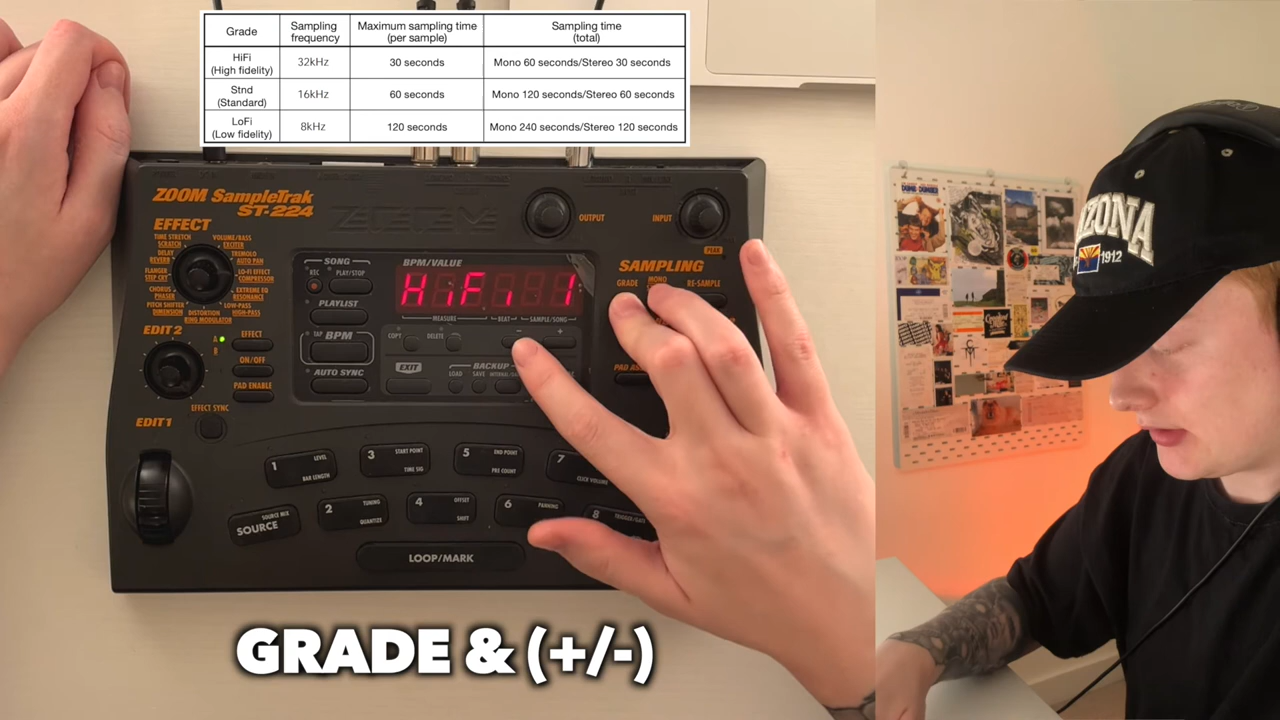 Grade Sampling frequency Maximum sampling time (per sample) Sampling time (total)
HiFi (High fidelity) 32kHz 30 seconds Mono 60 seconds/Stereo 30 seconds
Stnd (Standard) 16kHz 60 seconds Mono 120 seconds/Stereo 60 seconds
LoFi (Low fidelity) 8kHz 120 seconds Mono 240 seconds/Stereo 120 seconds
ZOOM SampleTrak
ST-224
EFFECT
TIME STRETCH
SCRATCH
DELAY
REVERB
FLANGER
STEP CRY
CHORUS
PHASER
PITCH SHIFTER
DIMENSION
DISTORTION
RING MODULATOR
VOLUME/BASS
EXCITER
TREMOLO
AUTO PAN
LO-FI EFFECT
COMPRESSOR
EXTREME EQ
RESONANCE
LOW-PASS
HIGH-PASS
EDIT 2
A
B
EFFECT
ON/OFF
PAD ENABLE
EFFECT SYNC
EDIT 1
SONG
REC PLAY/STOP
PLAYLIST
TAP BPM
AUTO SYNC
BPM/VALUE
HiFi 1
MEASURE BEAT SAMPLE/SONG
COPY DELETE - +
EXIT
BACKUP
LOAD SAVE
OUTPUT
INPUT
PEAK
SAMPLING
GRADE MONO RE-SAMPLE
1 LEVEL
BAR LENGTH
3 START POINT
TIME SIG
5 END POINT
PRE COUNT
7
CLICK VOLUME
SOURCE MIX
SOURCE
2 TUNING
QUANTIZE
4 OFFSET
SHIFT
6 PANNING
8
LOOP/MARK
GRADE & (+/-)
DUMB DUMBER
ARIZONA
1912